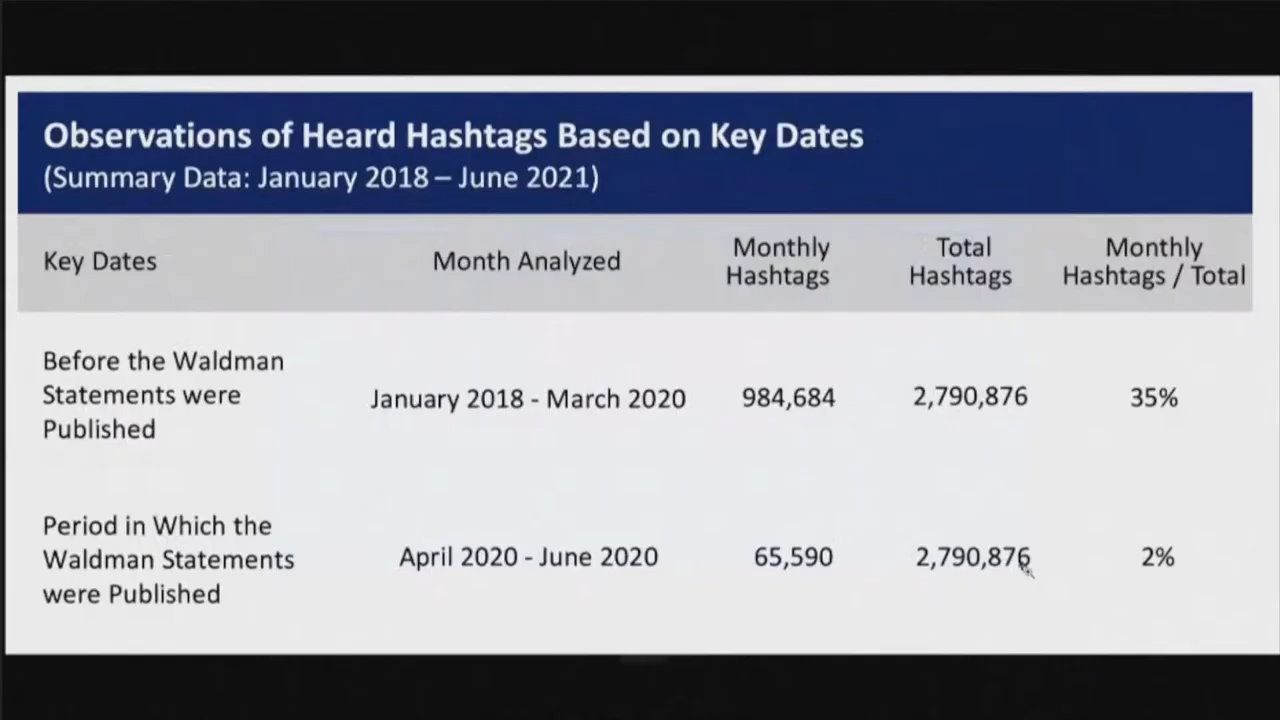 Observations of Heard Hashtags Based on Key Dates
(Summary Data: January 2018 – June 2021)
Key Dates
Month Analyzed
Monthly
Hashtags
Total
Hashtags
Monthly
Hashtags / Total
Before the Waldman
Statements were
Published
January 2018 - March 2020
984,684
2,790,876
35%
Period in Which the
Waldman Statements
were Published
April 2020 - June 2020
65,590
2,790,876
2%